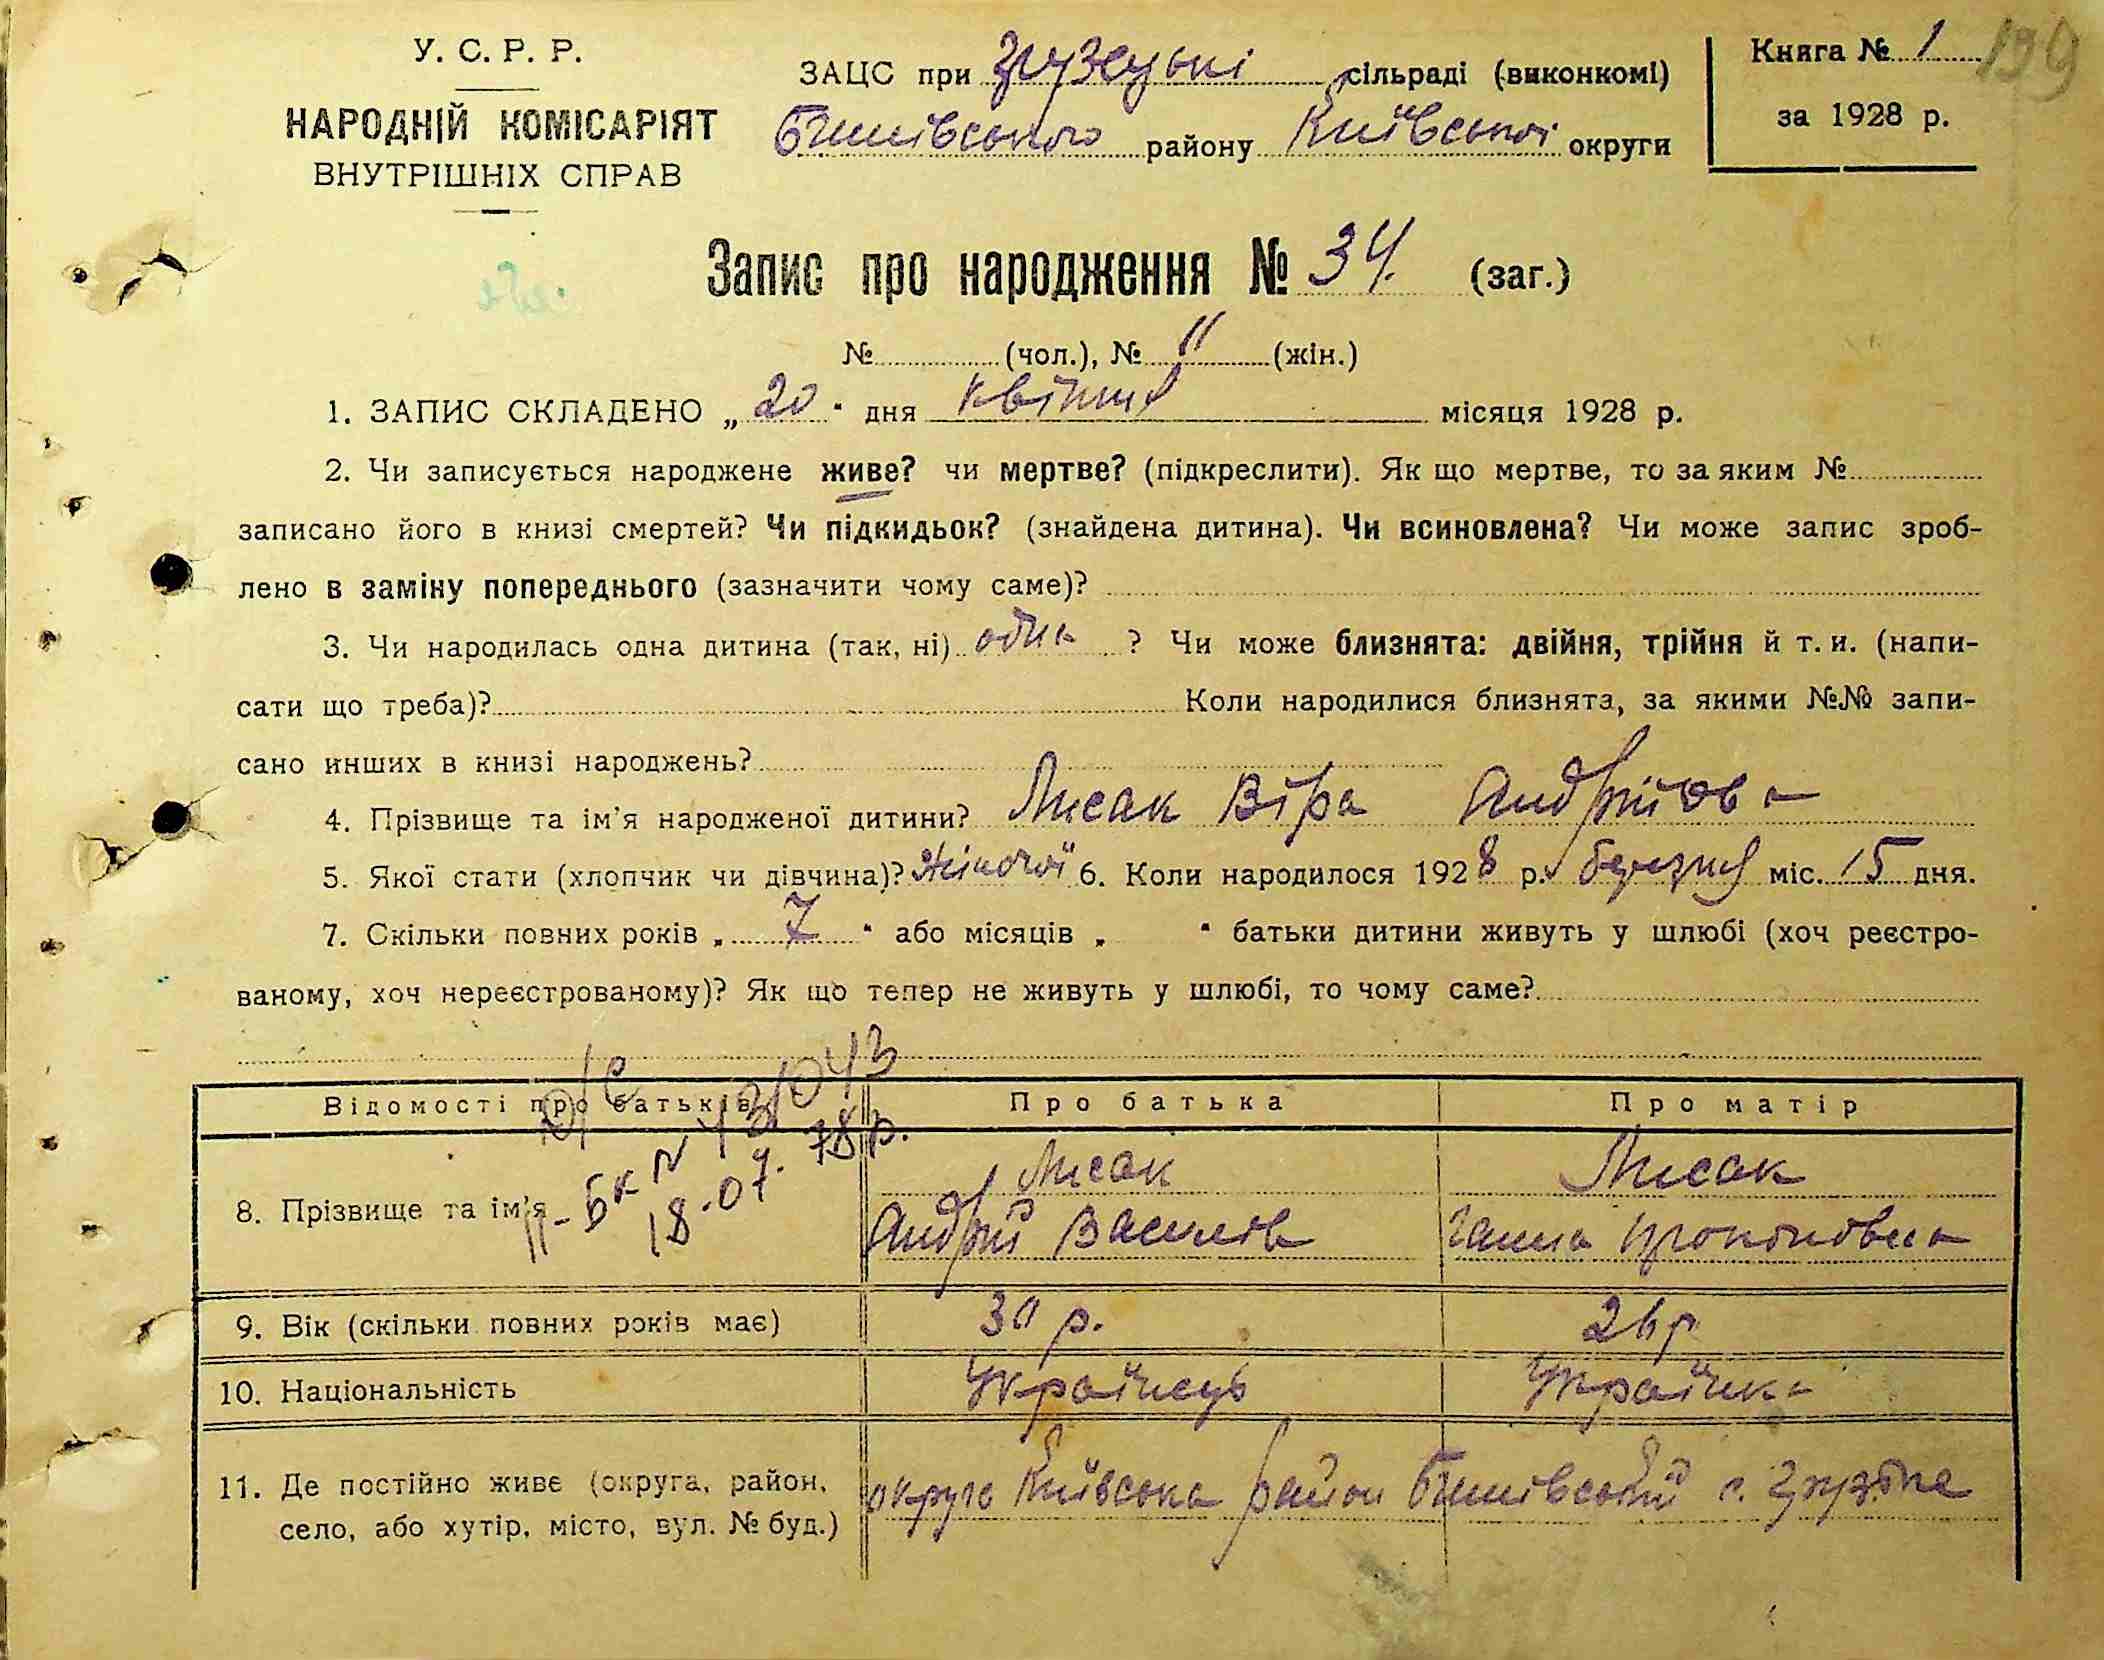 У. С. Р. Р.
НАРОДНІЙ КОМІСАРІЯТ
ВНУТРІШНІХ СПРАВ
ЗАЦС при Грузскій сільраді (виконкомі)
Бишівського району Київської округи
Книга № 1 199
за 1928 р.
Запис про народження № 34. (заг.)
№ (чол.), № 11 (жін.)
1. ЗАПИС СКЛАДЕНО „20“ дня квітня місяця 1928 р.
2. Чи записується народжене живе? чи мертве? (підкреслити). Як що мертве, то за яким №
записано його в книзі смертей? Чи підкидьок? (знайдена дитина). Чи всиновлена? Чи може запис зроб-
лено в заміну попереднього (зазначити чому саме)?
3. Чи народилась одна дитина (так, ні) одна ? Чи може близнята: двійня, трійня й т. и. (напи-
сати що треба)? Коли народилися близнята, за якими №№ запи-
сано инших в книзі народжень?
4. Прізвище та ім'я народженої дитини? Лисак Віра Андріївна
5. Якої стати (хлопчик чи дівчина)? Жіночої 6. Коли народилося 1928 р. березня міс. 15 дня.
7. Скільки повних років „7“ або місяців „ “ батьки дитини живуть у шлюбі (хоч реєстро-
ваному, хоч нереєстрованому)? Як що тепер не живуть у шлюбі, то чому саме?
Відомості про батьків Про батька Про матір
II-БК №
18.07. 78 р.
8. Прізвище та ім'я Лисак Лисак
Андрій Василів Ганна Прокопівна
9. Вік (скільки повних років має) 30 р. 26 р
10. Національність Українець Українка
11. Де постійно живе (округа, район, округа Київська район Бишівський с. Грузьке
село, або хутір, місто, вул. № буд.)